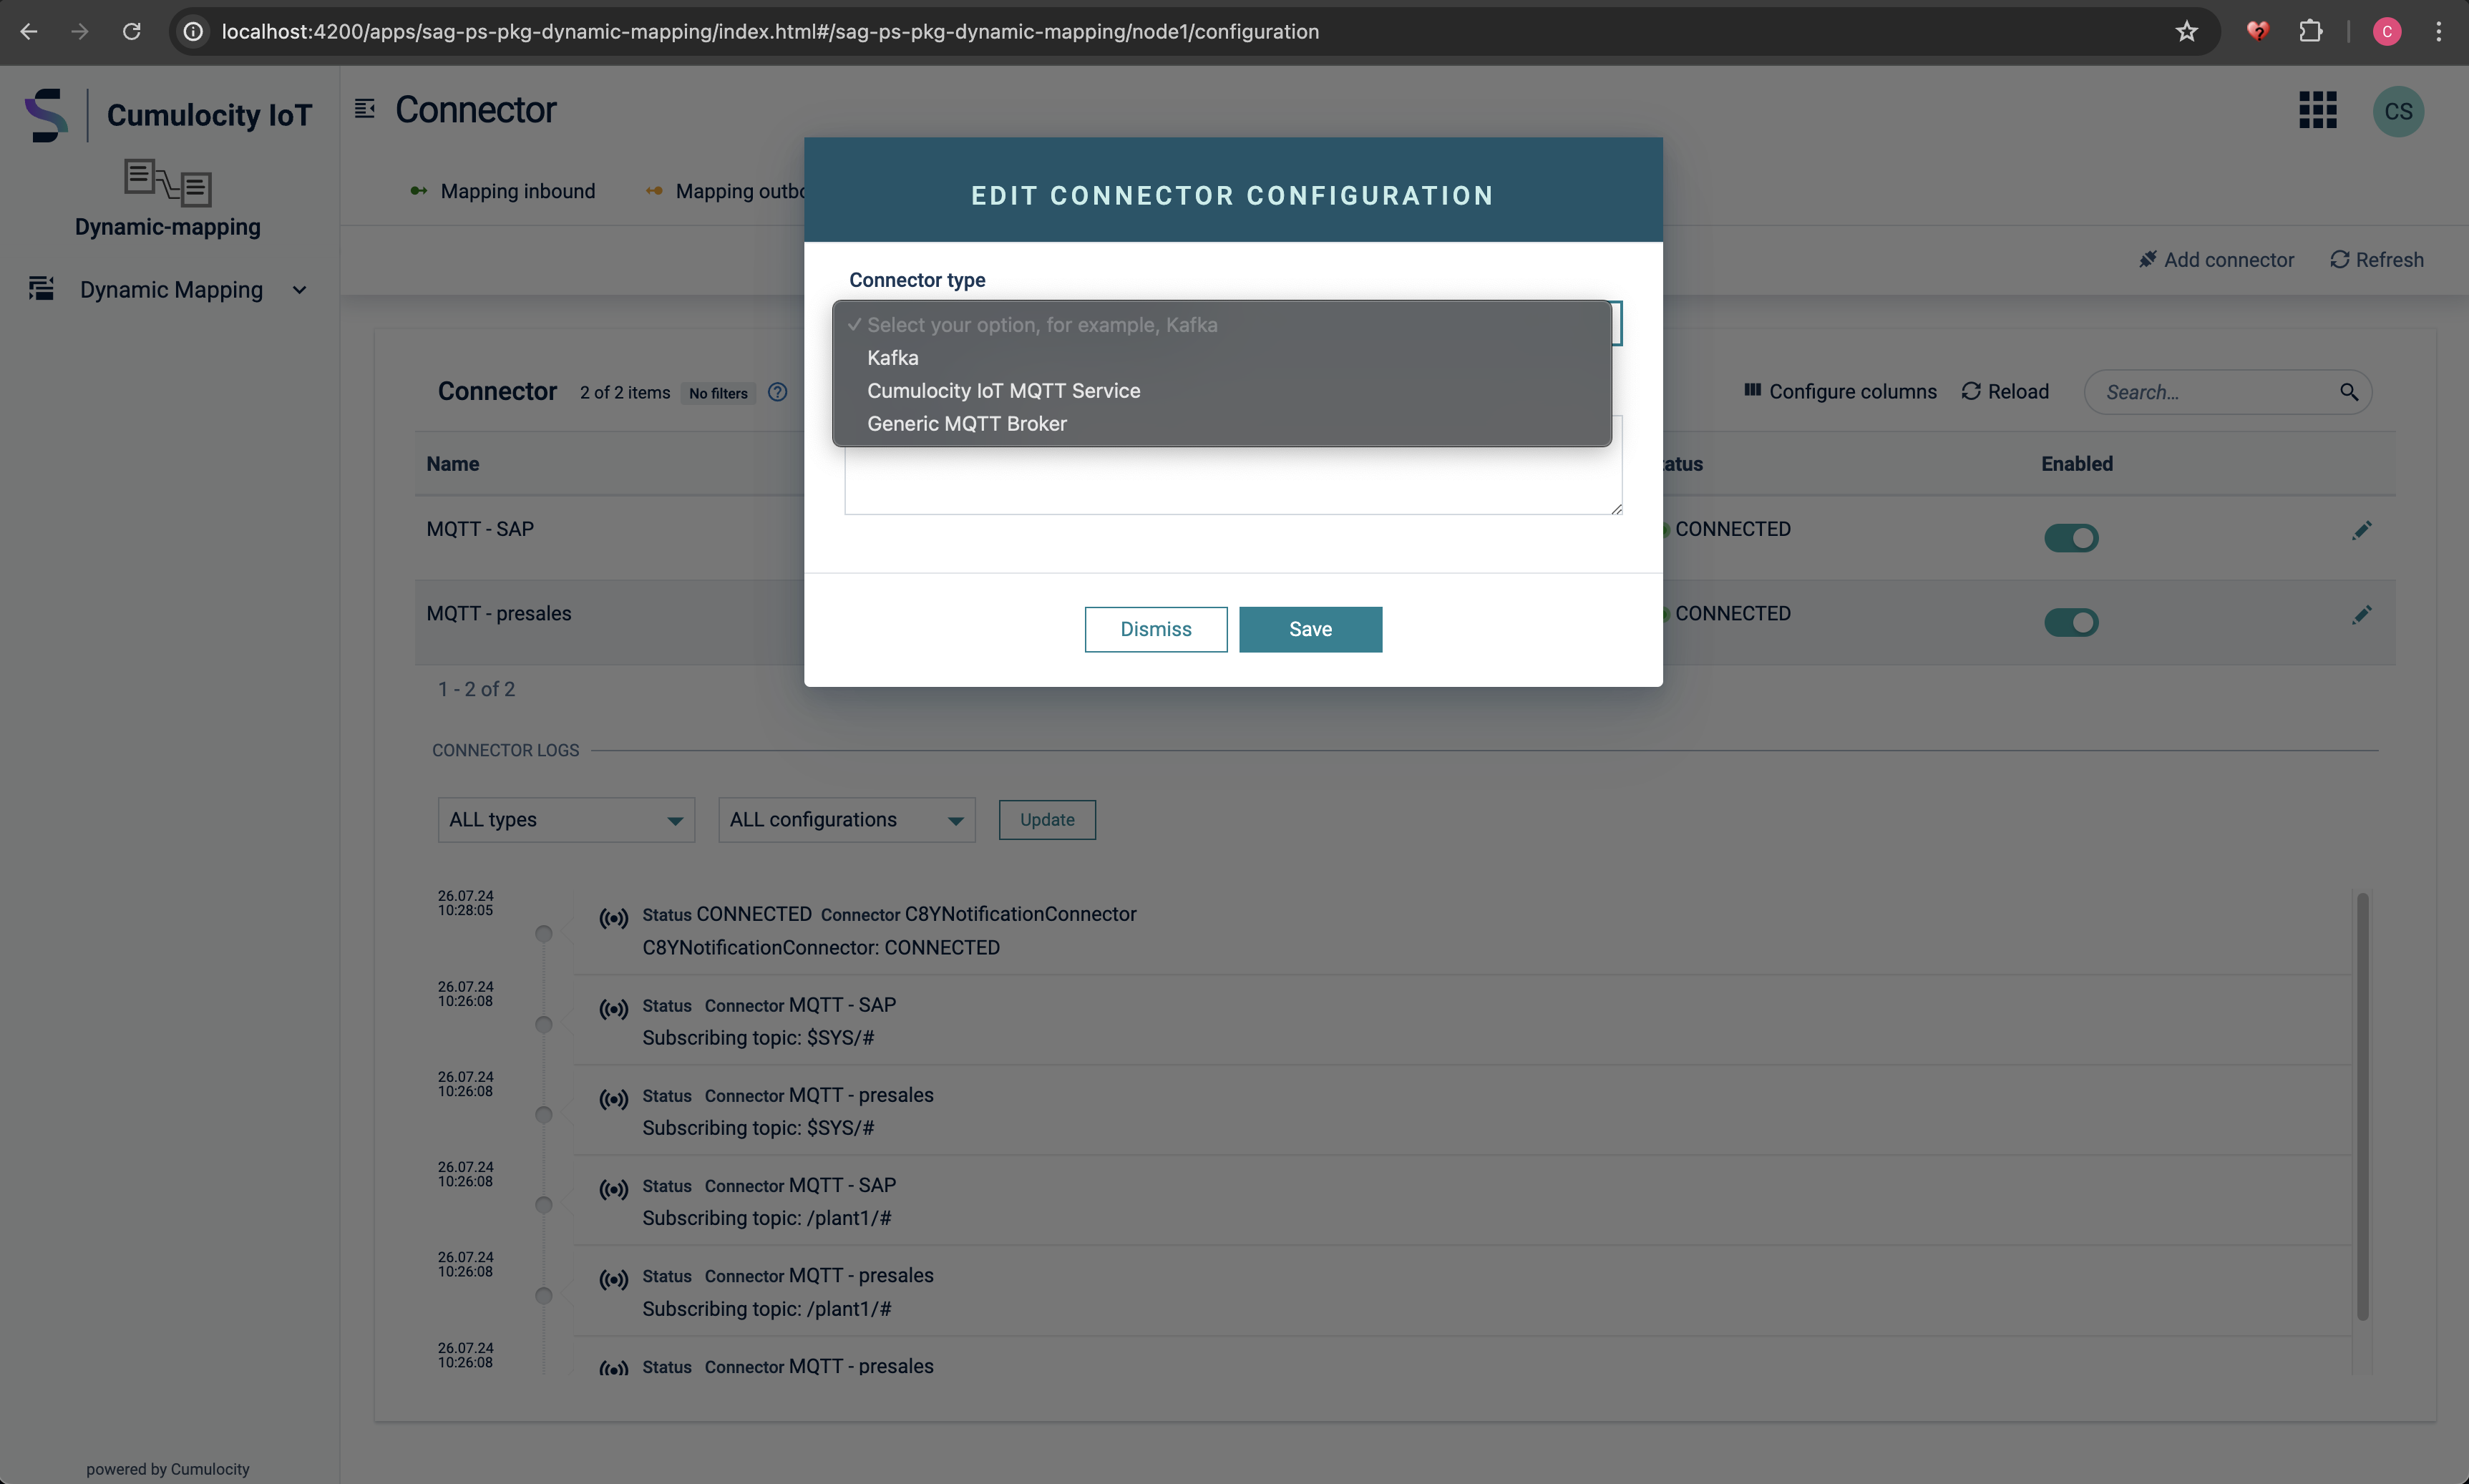 localhost:4200/apps/sag-ps-pkg-dynamic-mapping/index.html#/sag-ps-pkg-dynamic-mapping/node1/configuration
C
Cumulocity IoT
Dynamic-mapping
Dynamic Mapping
Connector
CS
Mapping inbound
Mapping outbo
Add connector
Refresh
EDIT CONNECTOR CONFIGURATION
Connector type
✓ Select your option, for example, Kafka
Kafka
Cumulocity IoT MQTT Service
Generic MQTT Broker
Dismiss
Save
Connector 2 of 2 items No filters ?
Configure columns
Reload
Search...
Name
atus
Enabled
MQTT - SAP
CONNECTED
MQTT - presales
CONNECTED
1 - 2 of 2
CONNECTOR LOGS
ALL types
ALL configurations
Update
26.07.24
10:28:05
Status CONNECTED Connector C8YNotificationConnector
C8YNotificationConnector: CONNECTED
26.07.24
10:26:08
Status Connector MQTT - SAP
Subscribing topic: $SYS/#
26.07.24
10:26:08
Status Connector MQTT - presales
Subscribing topic: $SYS/#
26.07.24
10:26:08
Status Connector MQTT - SAP
Subscribing topic: /plant1/#
26.07.24
10:26:08
Status Connector MQTT - presales
Subscribing topic: /plant1/#
26.07.24
10:26:08
Status Connector MQTT - presales
powered by Cumulocity